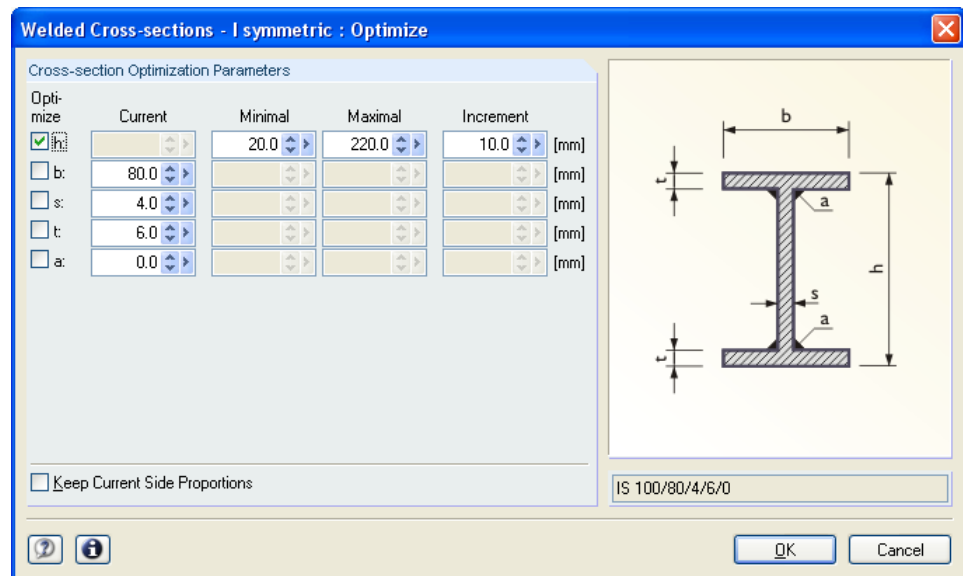 Welded Cross-sections - I symmetric : Optimize
Cross-section Optimization Parameters
Opti-
mize Current Minimal Maximal Increment
h: 20.0 220.0 10.0 [mm]
b: 80.0 [mm]
s: 4.0 [mm]
t: 6.0 [mm]
a: 0.0 [mm]
b
t
a
h
s
a
t
Keep Current Side Proportions
IS 100/80/4/6/0
OK Cancel